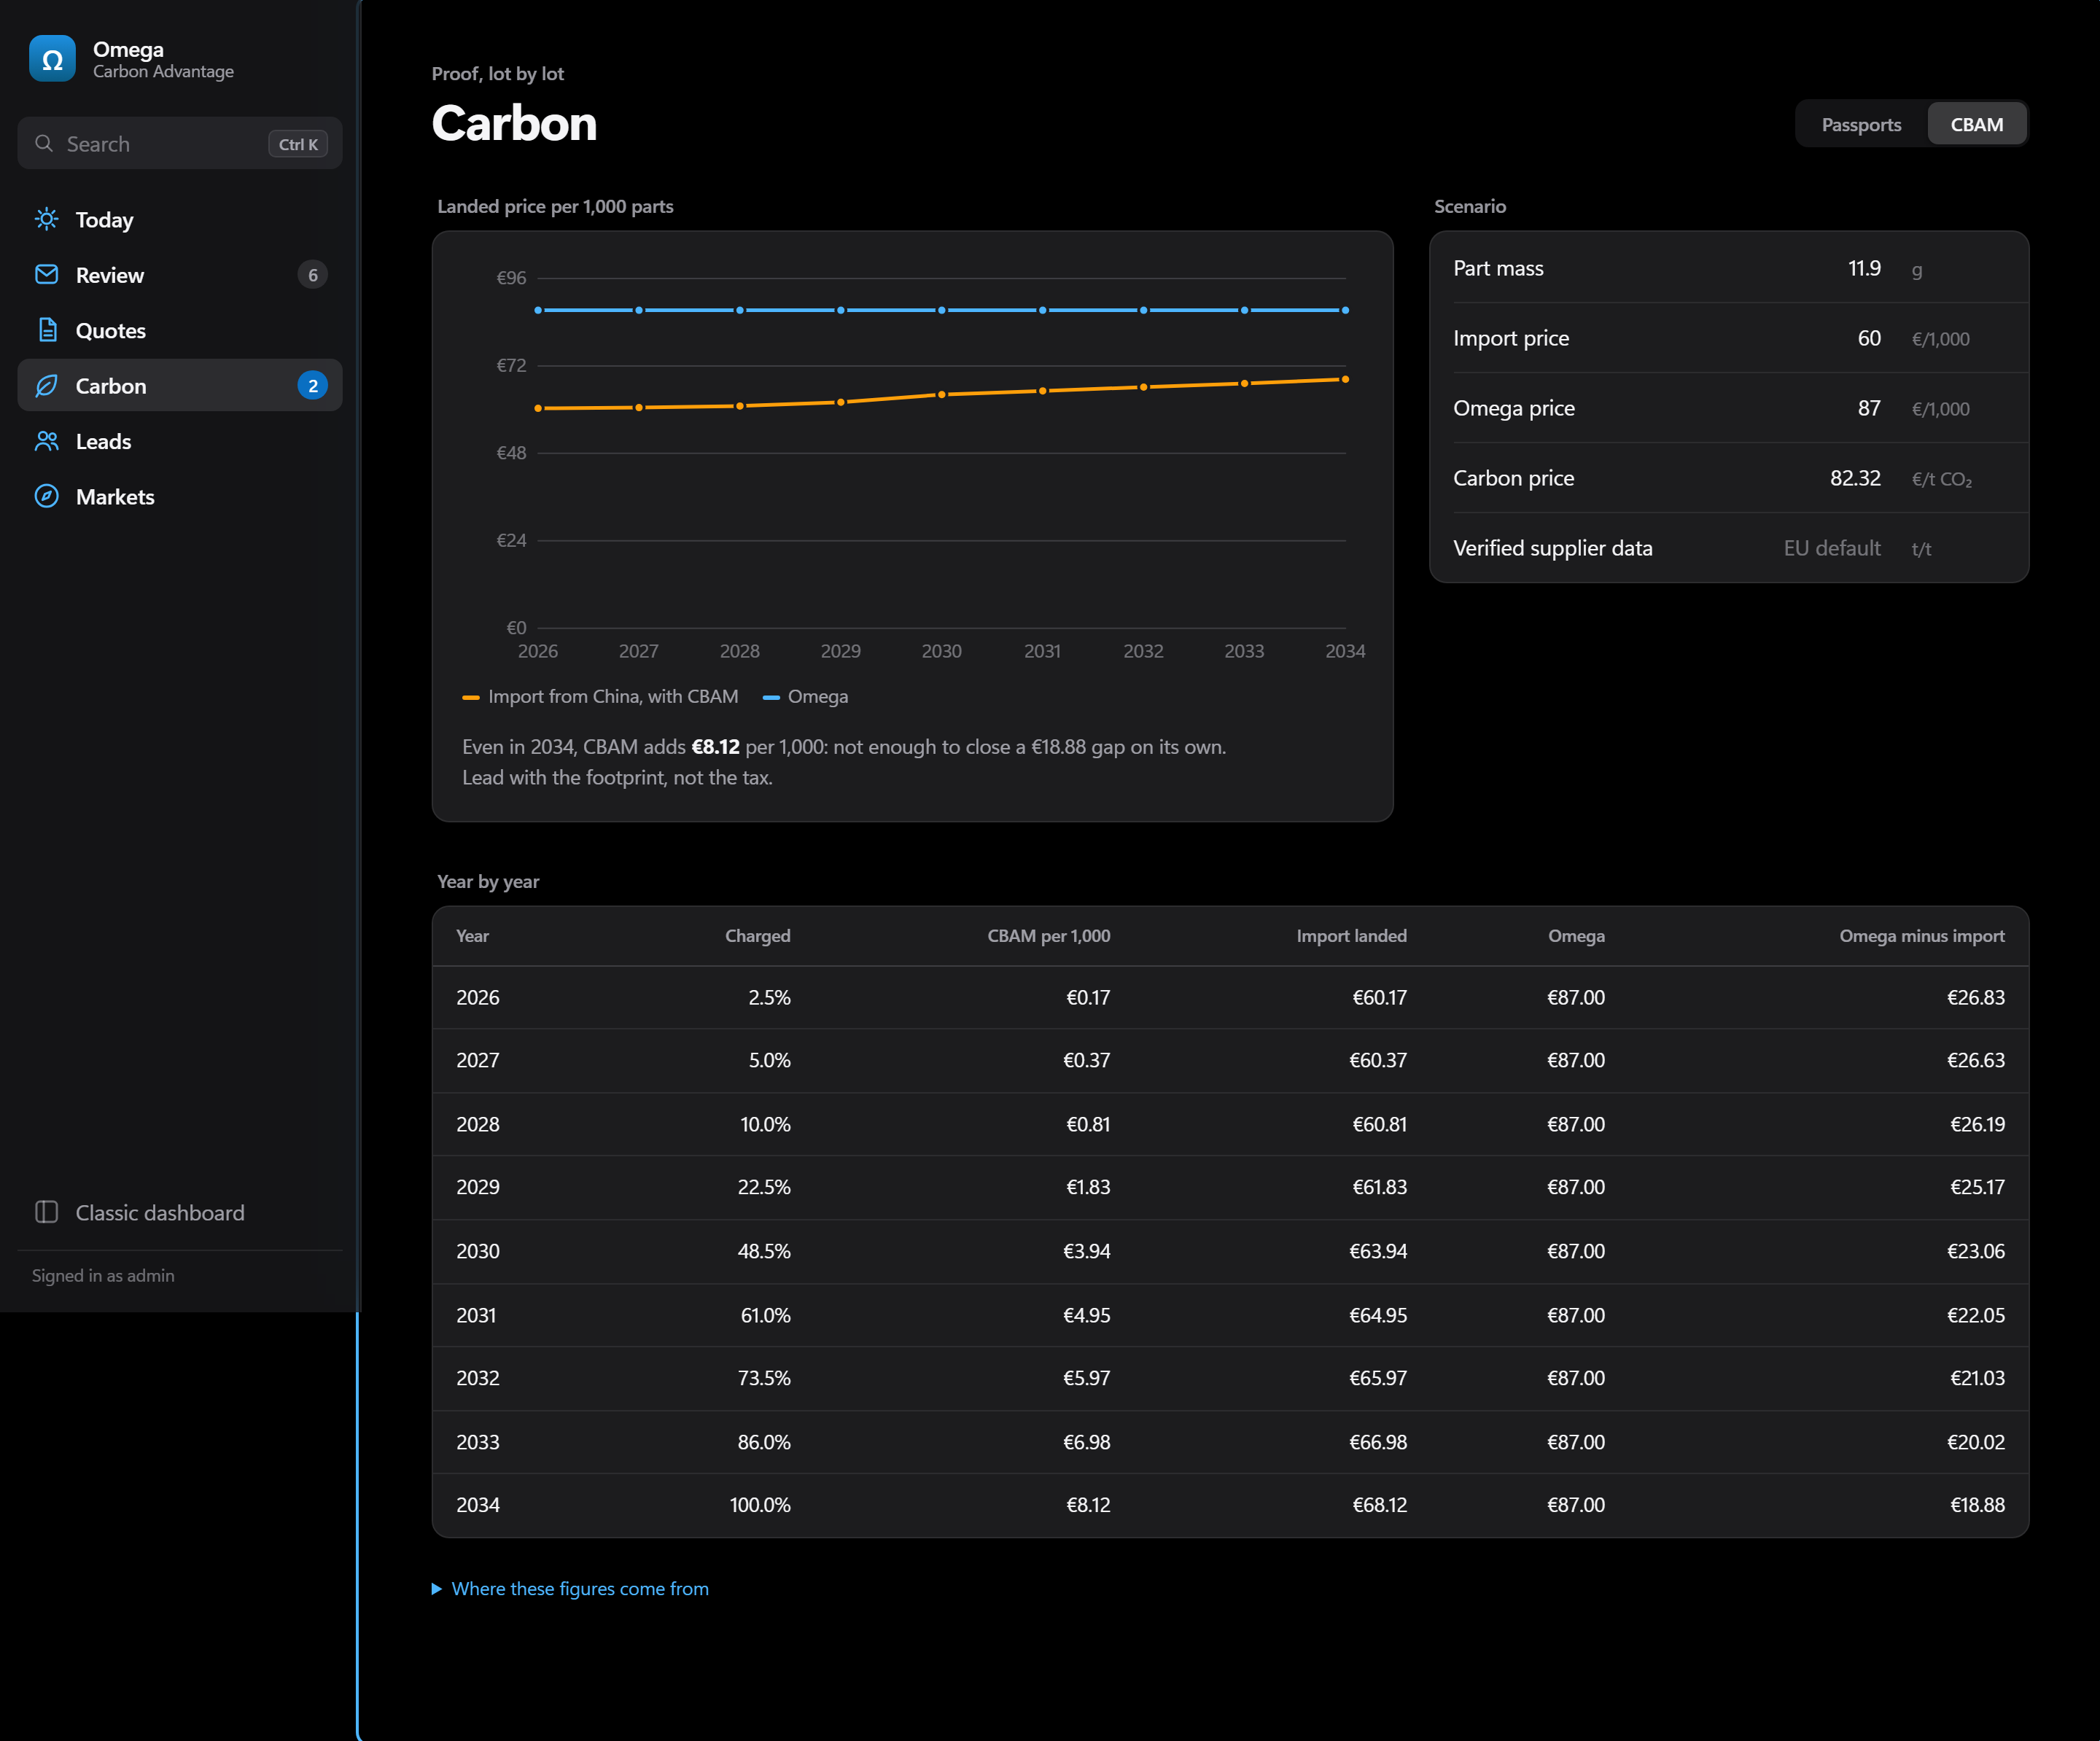 Ω
Omega
Carbon Advantage
Search
Ctrl K
Today
Review 6
Quotes
Carbon 2
Leads
Markets
Classic dashboard
Signed in as admin
Proof, lot by lot
Carbon
Passports
CBAM
Landed price per 1,000 parts
€96
€72
€48
€24
€0
2026 2027 2028 2029 2030 2031 2032 2033 2034
Import from China, with CBAM
Omega
Even in 2034, CBAM adds €8.12 per 1,000: not enough to close a €18.88 gap on its own.
Lead with the footprint, not the tax.
Scenario
Part mass 11.9 g
Import price 60 €/1,000
Omega price 87 €/1,000
Carbon price 82.32 €/t CO₂
Verified supplier data EU default t/t
Year by year
Year Charged CBAM per 1,000 Import landed Omega Omega minus import
2026 2.5% €0.17 €60.17 €87.00 €26.83
2027 5.0% €0.37 €60.37 €87.00 €26.63
2028 10.0% €0.81 €60.81 €87.00 €26.19
2029 22.5% €1.83 €61.83 €87.00 €25.17
2030 48.5% €3.94 €63.94 €87.00 €23.06
2031 61.0% €4.95 €64.95 €87.00 €22.05
2032 73.5% €5.97 €65.97 €87.00 €21.03
2033 86.0% €6.98 €66.98 €87.00 €20.02
2034 100.0% €8.12 €68.12 €87.00 €18.88
Where these figures come from